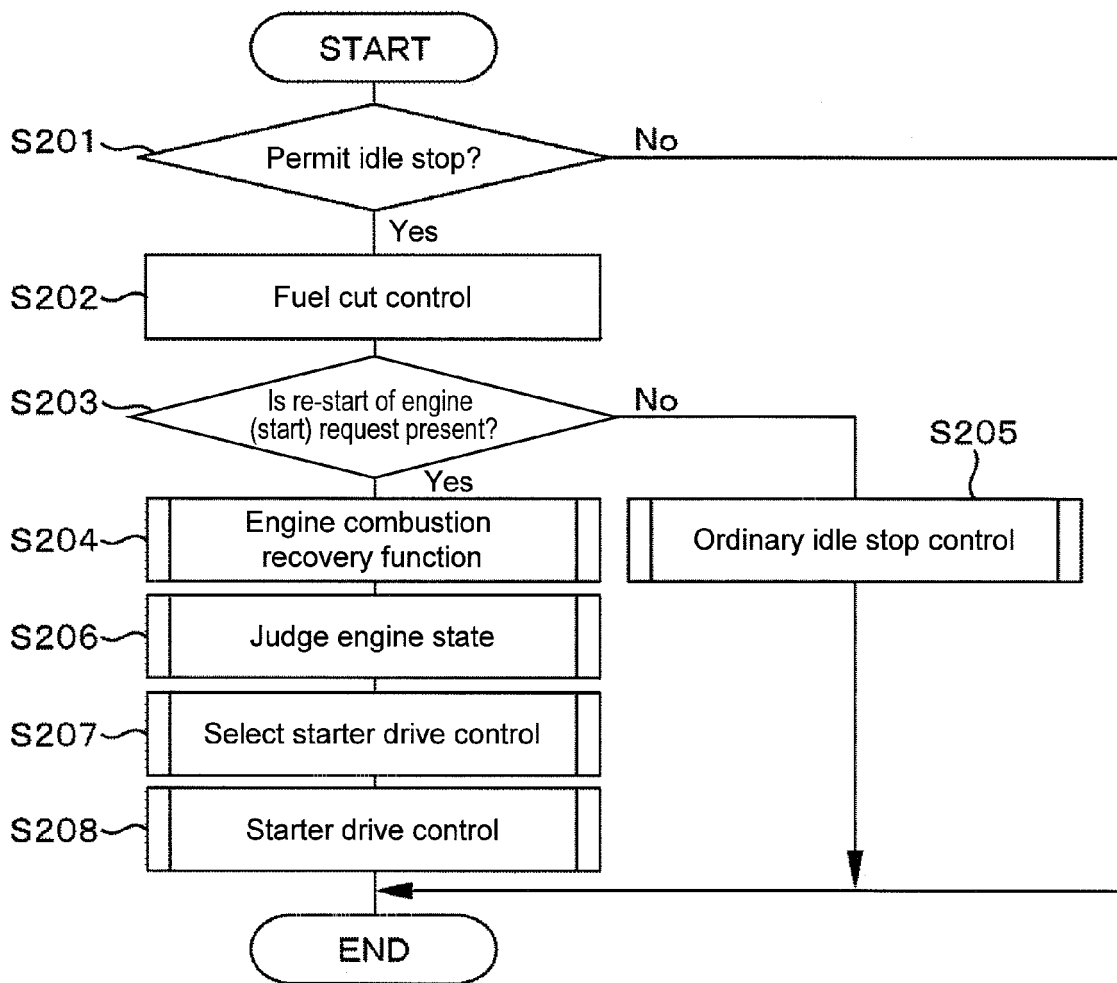 START
S201
Permit idle stop?
No
Yes
S202
Fuel cut control
S203
Is re-start of engine
(start) request present?
No
Yes
S205
S204
Engine combustion
recovery function
Ordinary idle stop control
S206
Judge engine state
S207
Select starter drive control
S208
Starter drive control
END